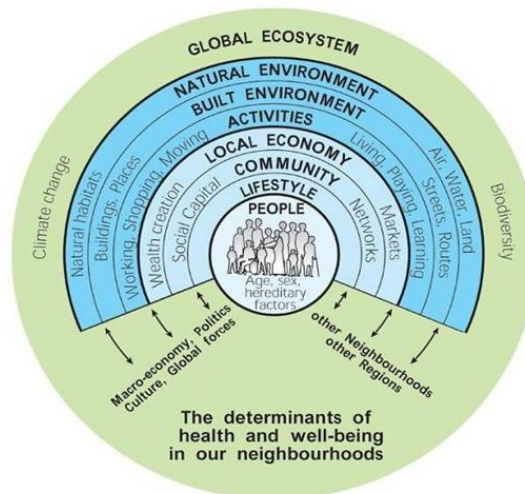 GLOBAL ECOSYSTEM
NATURAL ENVIRONMENT
BUILT ENVIRONMENT
ACTIVITIES
LOCAL ECONOMY
COMMUNITY
LIFESTYLE
PEOPLE
Age, sex,
hereditary
factors
Climate change
Natural habitats
Buildings, Places
Working, Shopping, Moving
Wealth creation
Social Capital
Networks
Markets
Living, Playing, Learning
Streets, Routes
Air, Water, Land
Biodiversity
Macro-economy, Politics
Culture, Global forces
other Neighbourhoods
other Regions
The determinants of
health and well-being
in our neighbourhoods